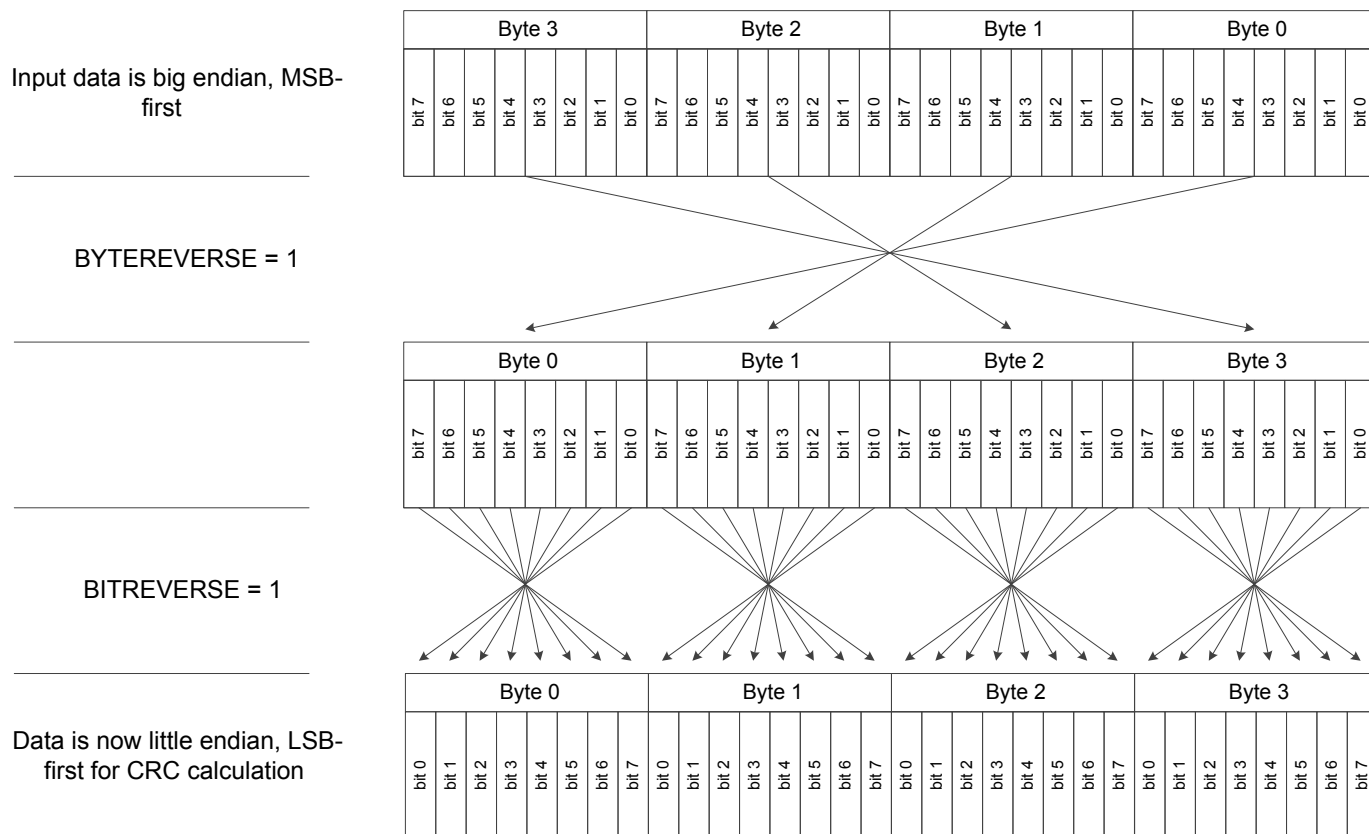 Byte 3 Byte 2 Byte 1 Byte 0
Input data is big endian, MSB-
first
bit 7 bit 6 bit 5 bit 4 bit 3 bit 2 bit 1 bit 0 bit 7 bit 6 bit 5 bit 4 bit 3 bit 2 bit 1 bit 0 bit 7 bit 6 bit 5 bit 4 bit 3 bit 2 bit 1 bit 0 bit 7 bit 6 bit 5 bit 4 bit 3 bit 2 bit 1 bit 0
BYTEREVERSE = 1
Byte 0 Byte 1 Byte 2 Byte 3
bit 7 bit 6 bit 5 bit 4 bit 3 bit 2 bit 1 bit 0 bit 7 bit 6 bit 5 bit 4 bit 3 bit 2 bit 1 bit 0 bit 7 bit 6 bit 5 bit 4 bit 3 bit 2 bit 1 bit 0 bit 7 bit 6 bit 5 bit 4 bit 3 bit 2 bit 1 bit 0
BITREVERSE = 1
Byte 0 Byte 1 Byte 2 Byte 3
Data is now little endian, LSB-
first for CRC calculation
bit 0 bit 1 bit 2 bit 3 bit 4 bit 5 bit 6 bit 7 bit 0 bit 1 bit 2 bit 3 bit 4 bit 5 bit 6 bit 7 bit 0 bit 1 bit 2 bit 3 bit 4 bit 5 bit 6 bit 7 bit 0 bit 1 bit 2 bit 3 bit 4 bit 5 bit 6 bit 7